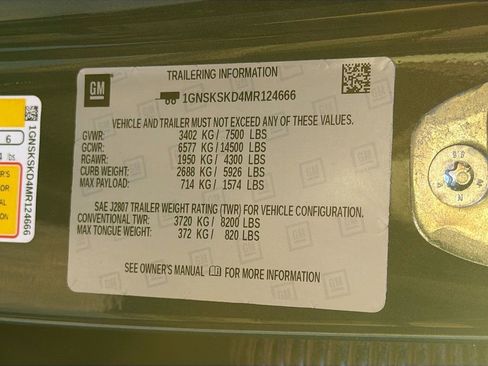 TRAILERING INFORMATION
GM
1GNSKSKD4MR124666
VEHICLE AND TRAILER MUST NOT EXCEED ANY OF THESE VALUES.
GVWR: 3402 KG / 7500 LBS
GCWR: 6577 KG / 14500 LBS
RGAWR: 1950 KG / 4300 LBS
CURB WEIGHT: 2688 KG / 5926 LBS
MAX PAYLOAD: 714 KG / 1574 LBS
SAE J2807 TRAILER WEIGHT RATING (TWR) FOR VEHICLE CONFIGURATION.
CONVENTIONAL TWR: 3720 KG / 8200 LBS
MAX TONGUE WEIGHT: 372 KG / 820 LBS
SEE OWNER'S MANUAL FOR MORE INFORMATION
1GNSKSKD4MR124666
6